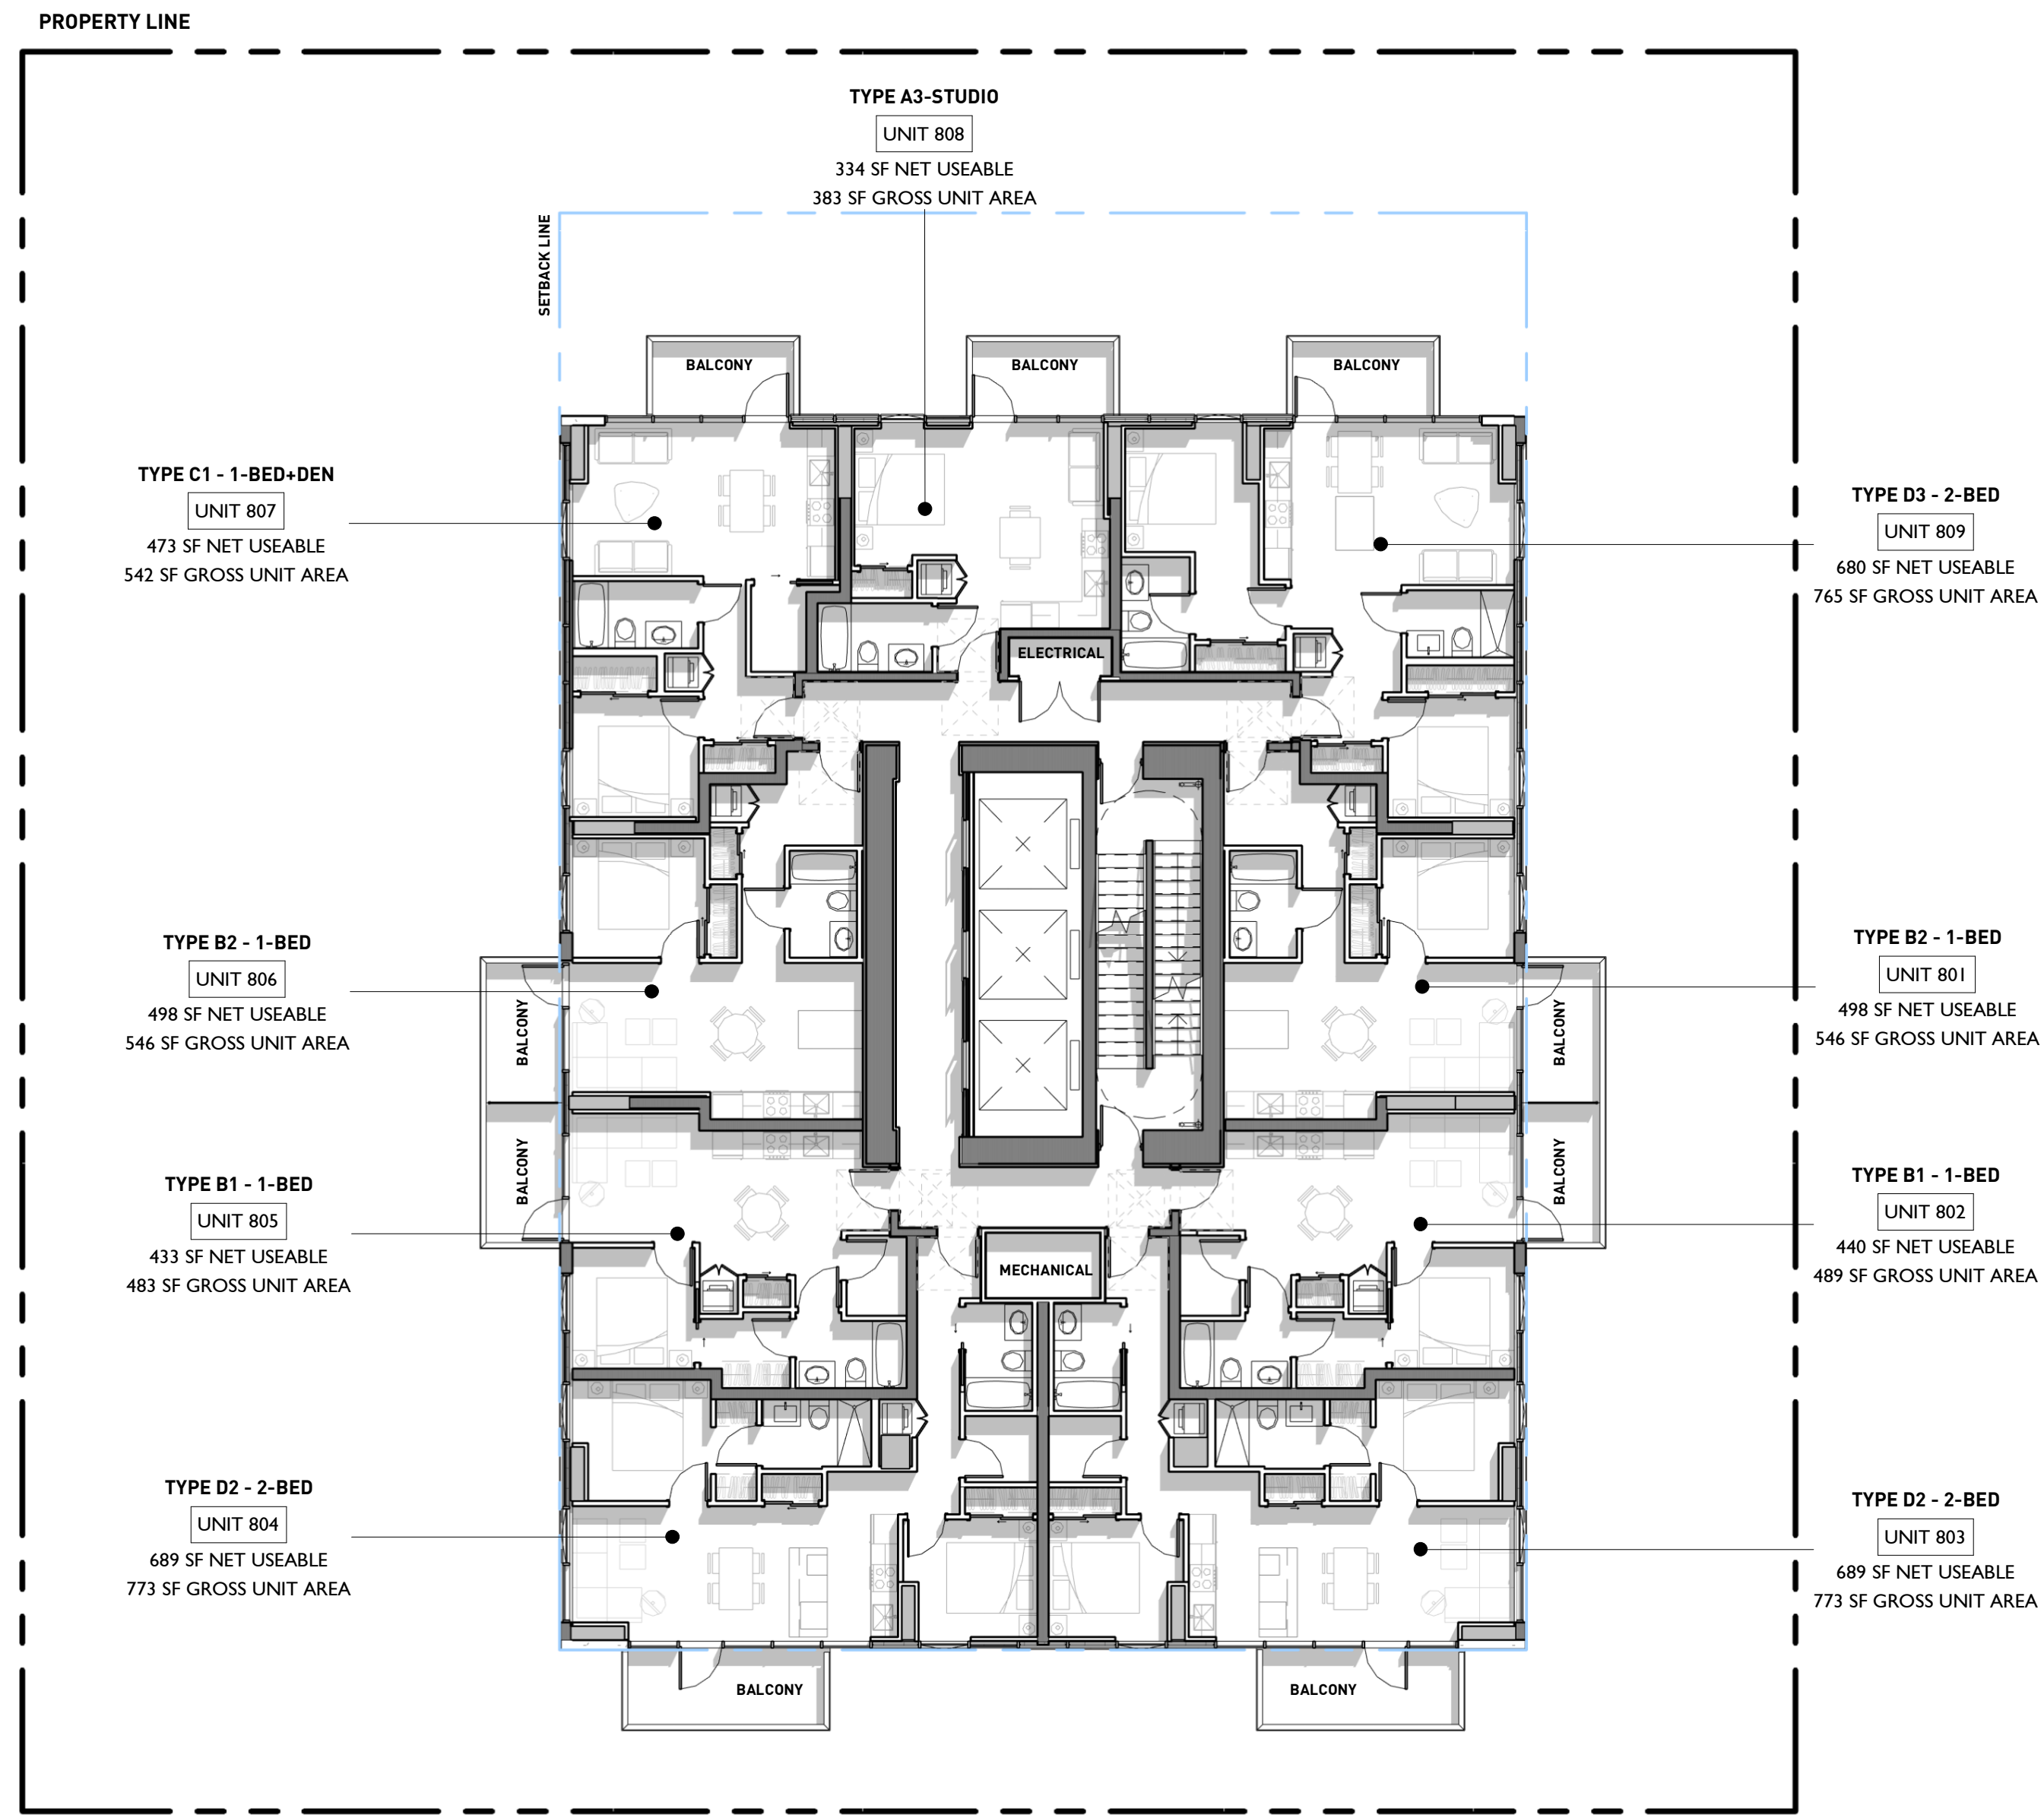 PROPERTY LINE
TYPE A3-STUDIO
UNIT 808
334 SF NET USEABLE
383 SF GROSS UNIT AREA
SETBACK LINE
BALCONY
BALCONY
BALCONY
TYPE C1 - 1-BED+DEN
UNIT 807
473 SF NET USEABLE
542 SF GROSS UNIT AREA
TYPE D3 - 2-BED
UNIT 809
680 SF NET USEABLE
765 SF GROSS UNIT AREA
ELECTRICAL
TYPE B2 - 1-BED
UNIT 806
498 SF NET USEABLE
546 SF GROSS UNIT AREA
BALCONY
TYPE B2 - 1-BED
UNIT 801
498 SF NET USEABLE
546 SF GROSS UNIT AREA
BALCONY
TYPE B1 - 1-BED
UNIT 805
433 SF NET USEABLE
483 SF GROSS UNIT AREA
BALCONY
TYPE B1 - 1-BED
UNIT 802
440 SF NET USEABLE
489 SF GROSS UNIT AREA
BALCONY
MECHANICAL
TYPE D2 - 2-BED
UNIT 804
689 SF NET USEABLE
773 SF GROSS UNIT AREA
TYPE D2 - 2-BED
UNIT 803
689 SF NET USEABLE
773 SF GROSS UNIT AREA
BALCONY
BALCONY